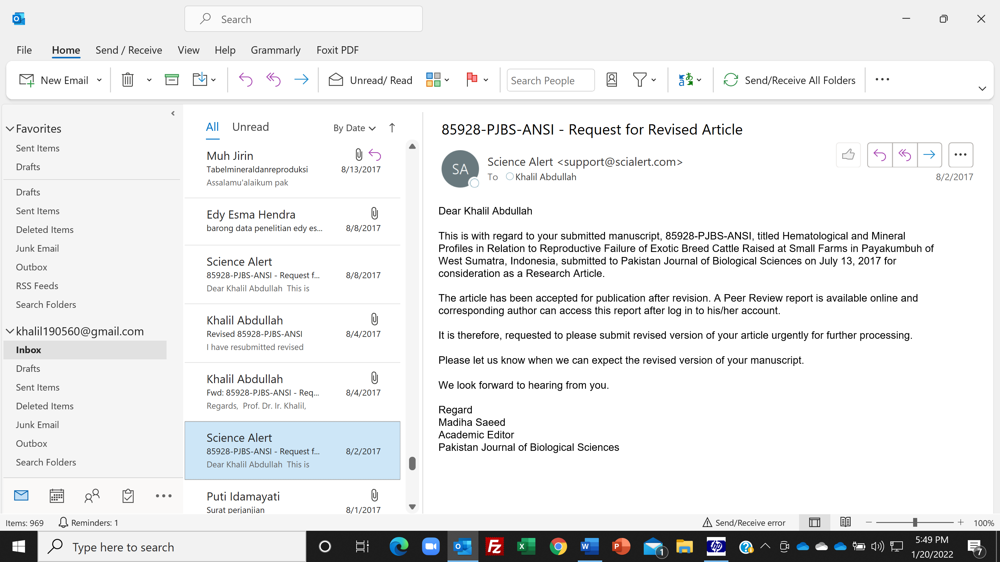 Search
File Home Send / Receive View Help Grammarly Foxit PDF
New Email Unread/ Read Search People Send/Receive All Folders
Favorites
Sent Items
Drafts
Drafts
Sent Items
Deleted Items
Junk Email
Outbox
RSS Feeds
Search Folders
khalil190560@gmail.com
Inbox
Drafts
Sent Items
Deleted Items
Junk Email
Outbox
Search Folders
All Unread By Date
Muh Jirin
Tabelmineraldanreproduksi 8/13/2017
Assalamu'alaikum pak
Edy Esma Hendra
barong data penelitian edy es... 8/8/2017
Science Alert
85928-PJBS-ANSI - Request f... 8/8/2017
Dear Khalil Abdullah This is
Khalil Abdullah
Revised 85928-PJBS-ANSI 8/4/2017
I have resubmitted revised
Khalil Abdullah
Fwd: 85928-PJBS-ANSI - Req... 8/4/2017
Regards, Prof. Dr. Ir. Khalil,
Science Alert
85928-PJBS-ANSI - Request f... 8/2/2017
Dear Khalil Abdullah This is
Puti Idamayati
Surat perjanjian 8/1/2017
85928-PJBS-ANSI - Request for Revised Article
SA
Science Alert <support@scialert.com>
To Khalil Abdullah
8/2/2017
Dear Khalil Abdullah
This is with regard to your submitted manuscript, 85928-PJBS-ANSI, titled Hematological and Mineral
Profiles in Relation to Reproductive Failure of Exotic Breed Cattle Raised at Small Farms in Payakumbuh of
West Sumatra, Indonesia, submitted to Pakistan Journal of Biological Sciences on July 13, 2017 for
consideration as a Research Article.
The article has been accepted for publication after revision. A Peer Review report is available online and
corresponding author can access this report after log in to his/her account.
It is therefore, requested to please submit revised version of your article urgently for further processing.
Please let us know when we can expect the revised version of your manuscript.
We look forward to hearing from you.
Regard
Madiha Saeed
Academic Editor
Pakistan Journal of Biological Sciences
Items: 969 Reminders: 1 Send/Receive error 100%
Type here to search
1
5:49 PM
1/20/2022
7